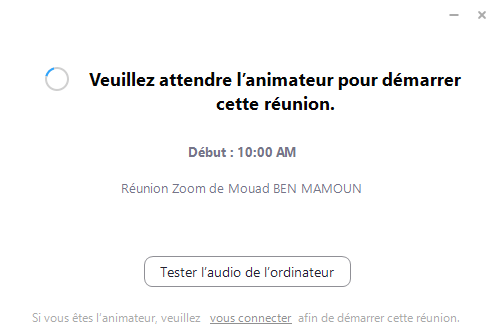 Veuillez attendre l'animateur pour démarrer
cette réunion.
Début : 10:00 AM
Réunion Zoom de Mouad BEN MAMOUN
Tester l'audio de l'ordinateur
Si vous êtes l'animateur, veuillez vous connecter afin de démarrer cette réunion.